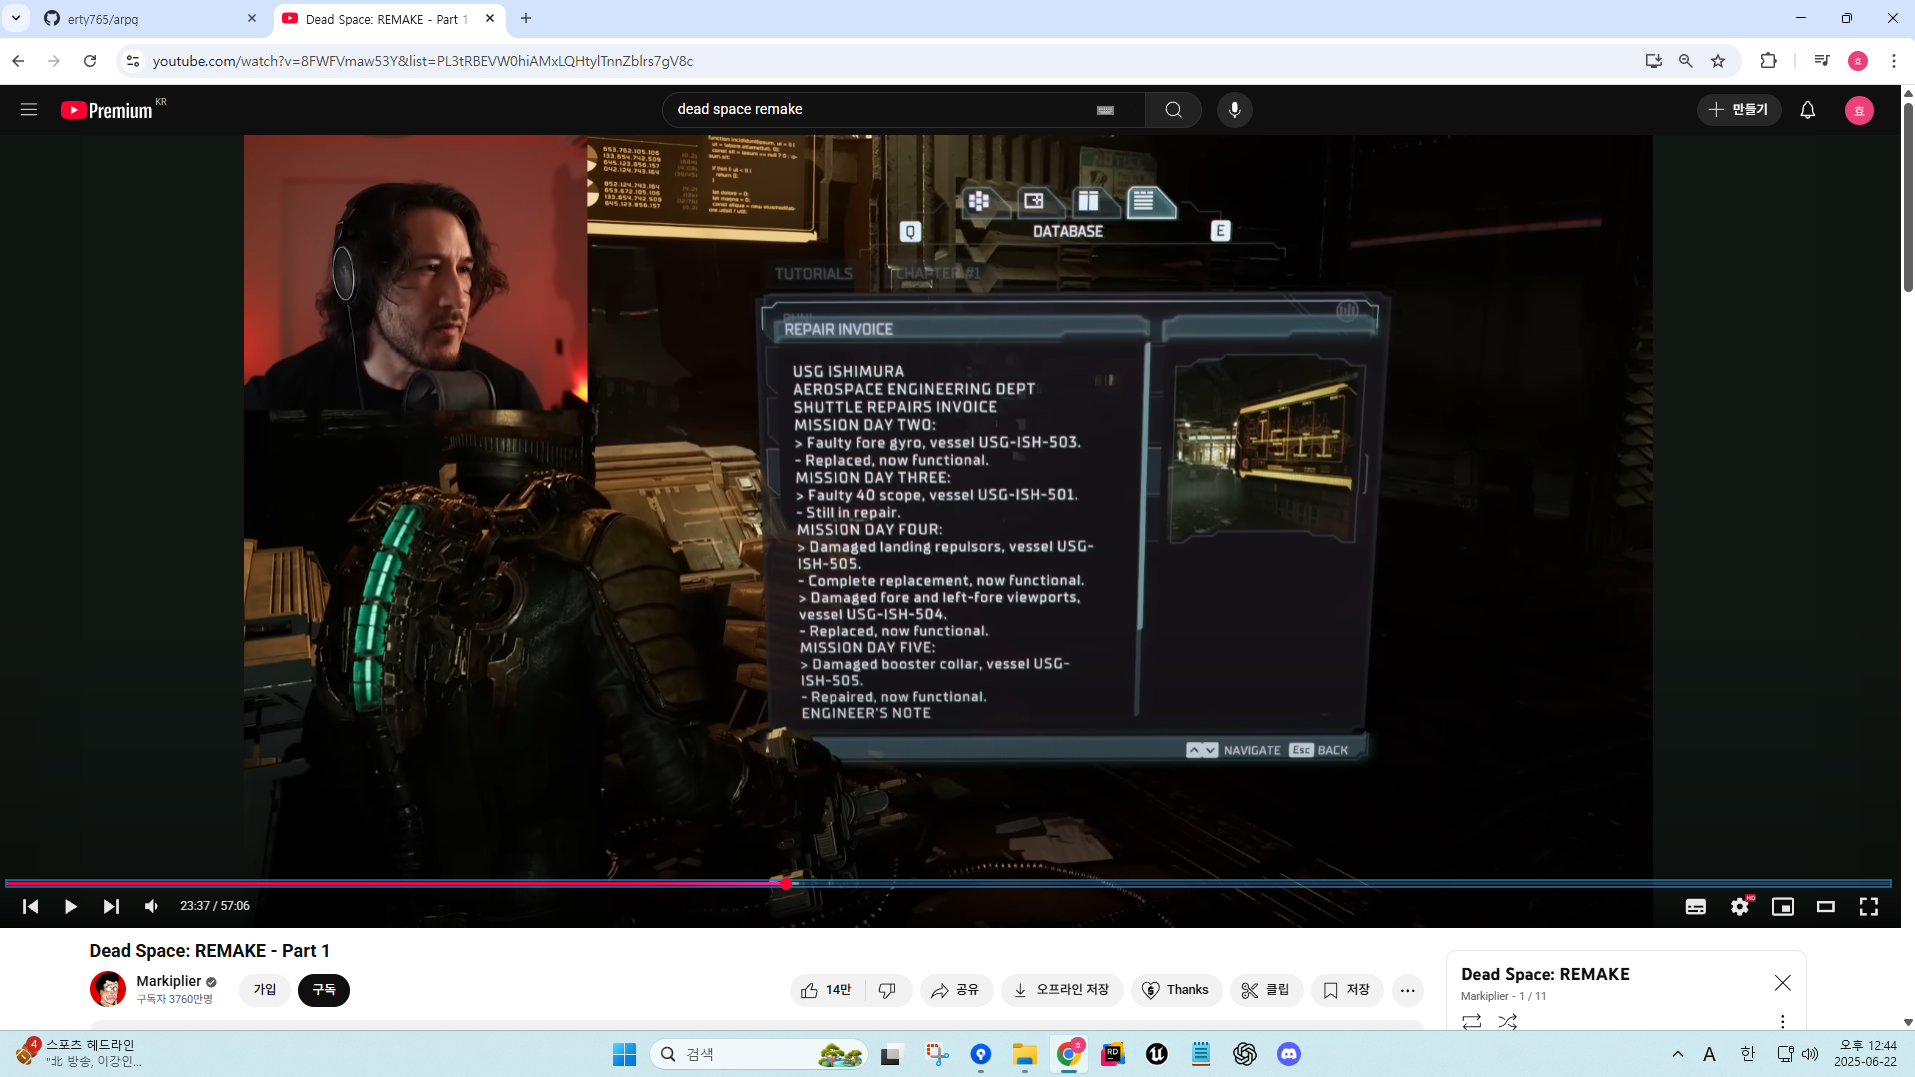 erty765/arpq
Dead Space: REMAKE - Part 1
youtube.com/watch?v=8FWFVmaw53Y&list=PL3tRBEVW0hiAMxLQHtylTnnZblrs7gV8c
Premium KR
dead space remake
만들기
효
DATABASE
Q
E
TUTORIALS
CHAPTER #1
REPAIR INVOICE
USG ISHIMURA
AEROSPACE ENGINEERING DEPT
SHUTTLE REPAIRS INVOICE
MISSION DAY TWO:
> Faulty fore gyro, vessel USG-ISH-503.
- Replaced, now functional.
MISSION DAY THREE:
> Faulty 40 scope, vessel USG-ISH-501.
- Still in repair.
MISSION DAY FOUR:
> Damaged landing repulsors, vessel USG-
ISH-505.
- Complete replacement, now functional.
> Damaged fore and left-fore viewports,
vessel USG-ISH-504.
- Replaced, now functional.
MISSION DAY FIVE:
> Damaged booster collar, vessel USG-
ISH-505.
- Repaired, now functional.
ENGINEER'S NOTE
NAVIGATE Esc BACK
23:37 / 57:06
HD
Dead Space: REMAKE - Part 1
Markiplier
구독자 3760만명
가입
구독
14만
공유
오프라인 저장
Thanks
클립
저장
Dead Space: REMAKE
Markiplier - 1 / 11
4
스포츠 헤드라인
"北 방송, 이강인...
검색
RD
A
한
오후 12:44
2025-06-22